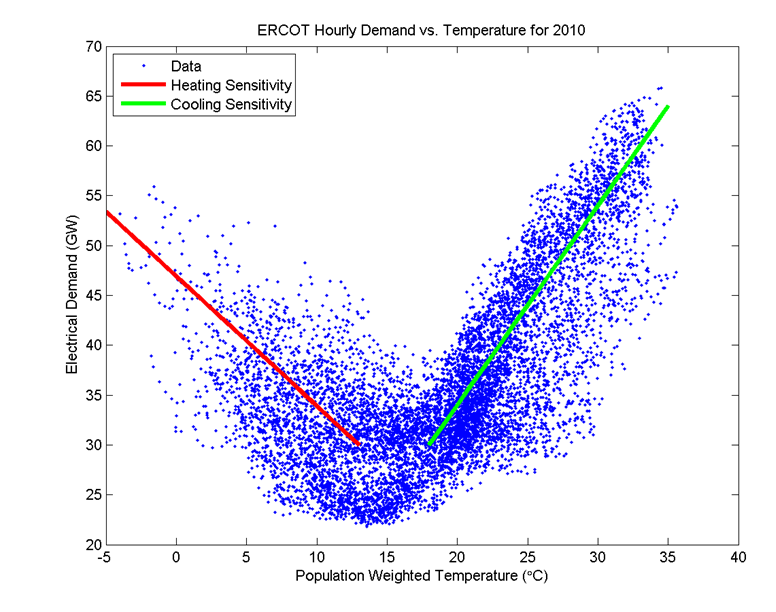 ERCOT Hourly Demand vs. Temperature for 2010
70
65
60
55
50
45
40
35
30
25
20
Electrical Demand (GW)
Data
Heating Sensitivity
Cooling Sensitivity
-5 0 5 10 15 20 25 30 35 40
Population Weighted Temperature (°C)